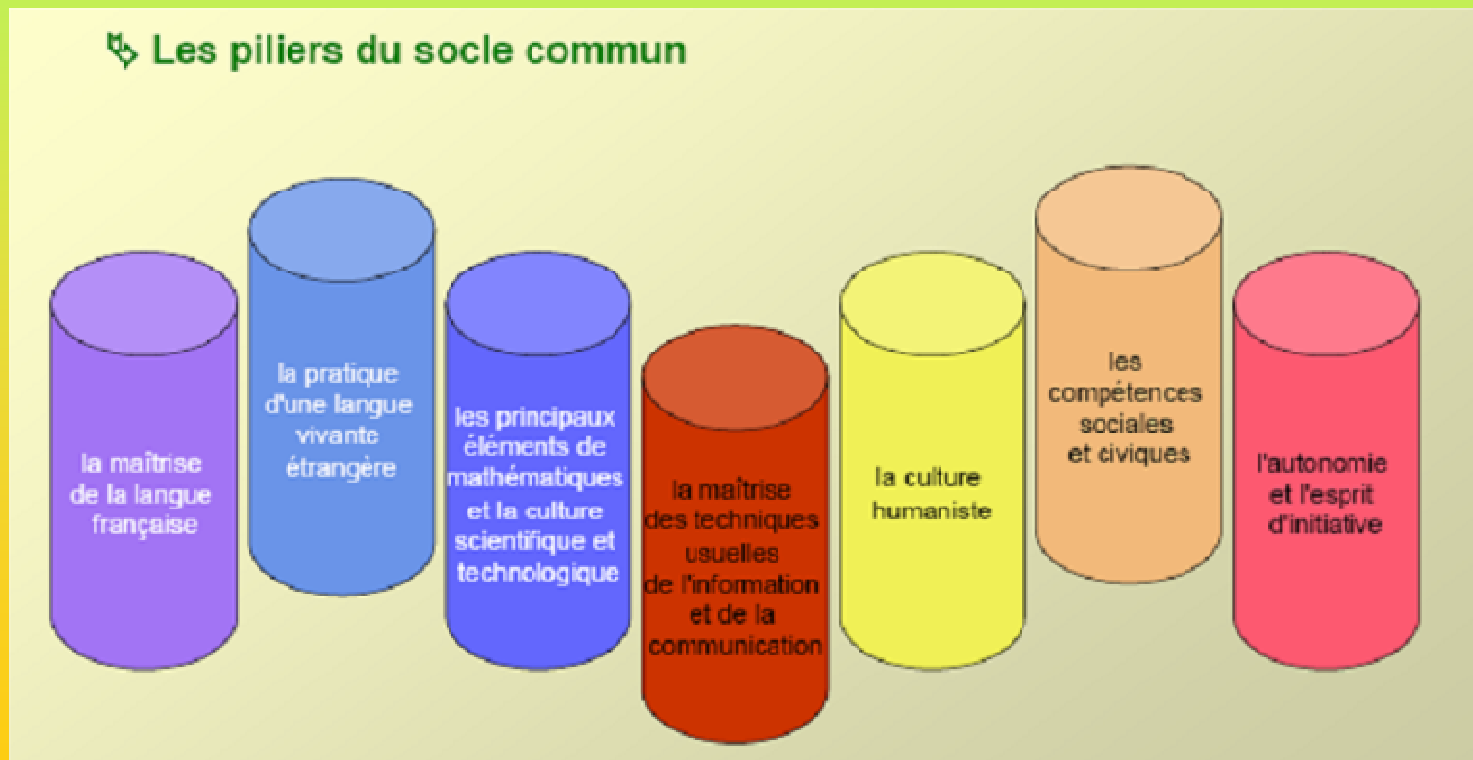 Les piliers du socle commun
la maîtrise
de la langue
française
la pratique
d'une langue
vivante
étrangère
les principaux
éléments de
mathématiques
et la culture
scientifique et
technologique
la maîtrise
des techniques
usuelles
de l'information
et de la
communication
la culture
humaniste
les
compétences
sociales
et civiques
l'autonomie
et l'esprit
d'initiative